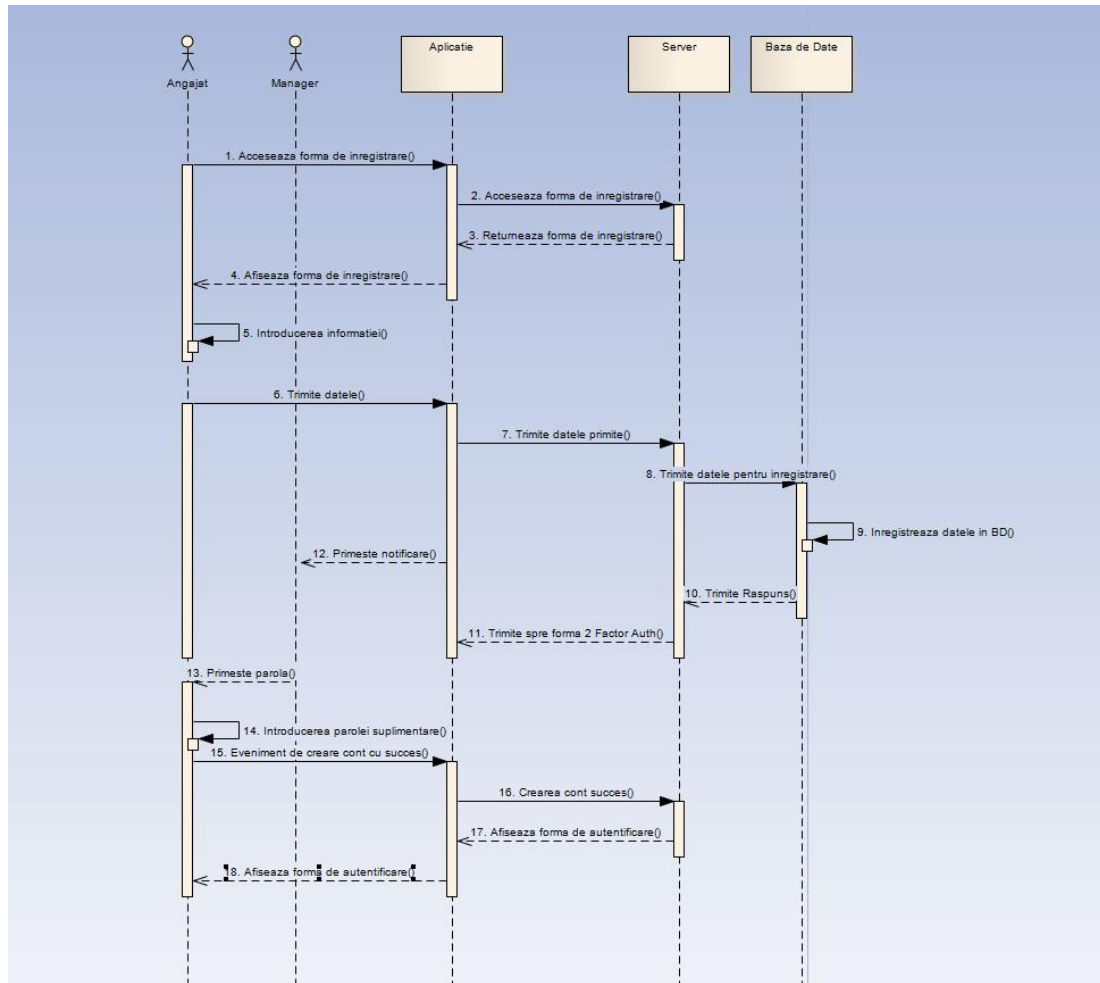 Angajat
Manager
Aplicatie
Server
Baza de Date
1. Acceseaza forma de inregistrare()
2. Acceseaza forma de inregistrare()
3. Returneaza forma de inregistrare()
4. Afiseaza forma de inregistrare()
5. Introducerea informatiei()
6. Trimite datele()
7. Trimite datele primite()
8. Trimite datele pentru inregistrare()
9. Inregistreaza datele in BD()
12. Primeste notificare()
10. Trimite Raspuns()
11. Trimite spre forma 2 Factor Auth()
13. Primeste parola()
14. Introducerea parolei suplimentare()
15. Eveniment de creare cont cu succes()
16. Crearea cont succes()
17. Afiseaza forma de autentificare()
18. Afiseaza forma de autentificare()